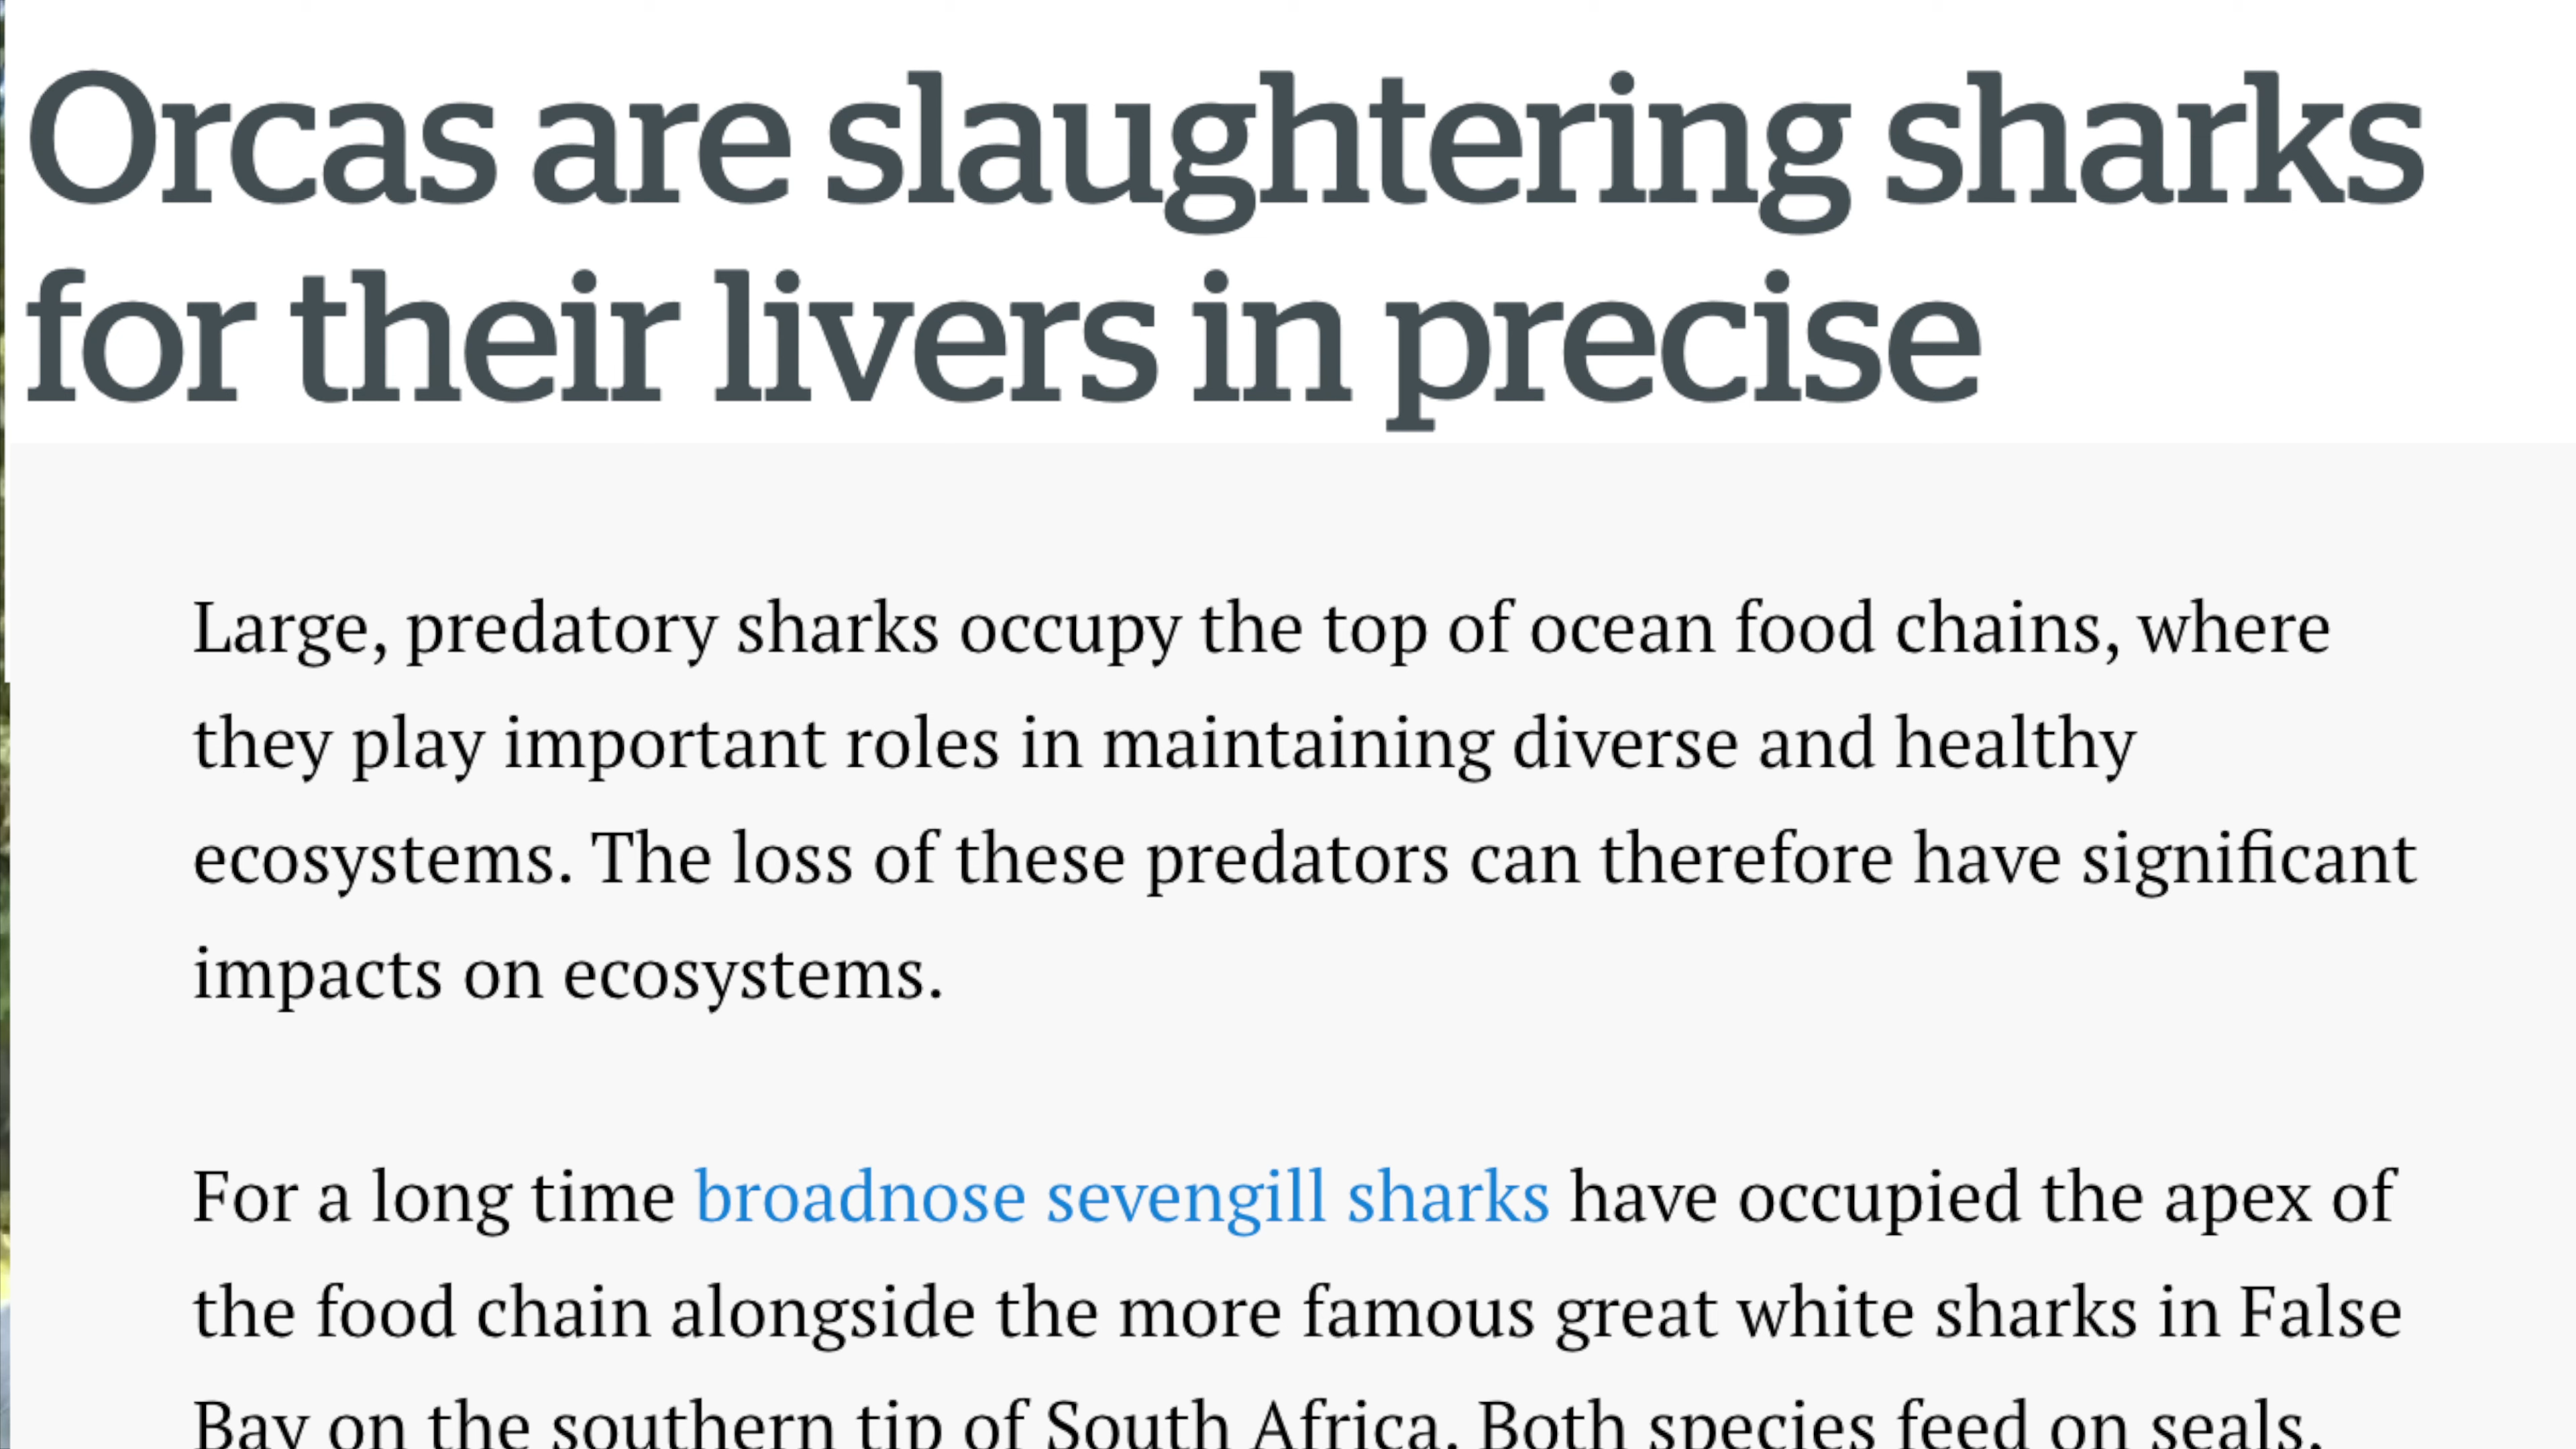 Orcas are slaughtering sharks
for their livers in precise
Large, predatory sharks occupy the top of ocean food chains, where
they play important roles in maintaining diverse and healthy
ecosystems. The loss of these predators can therefore have significant
impacts on ecosystems.
For a long time broadnose sevengill sharks have occupied the apex of
the food chain alongside the more famous great white sharks in False
Bay on the southern tip of South Africa. Both species feed on seals,